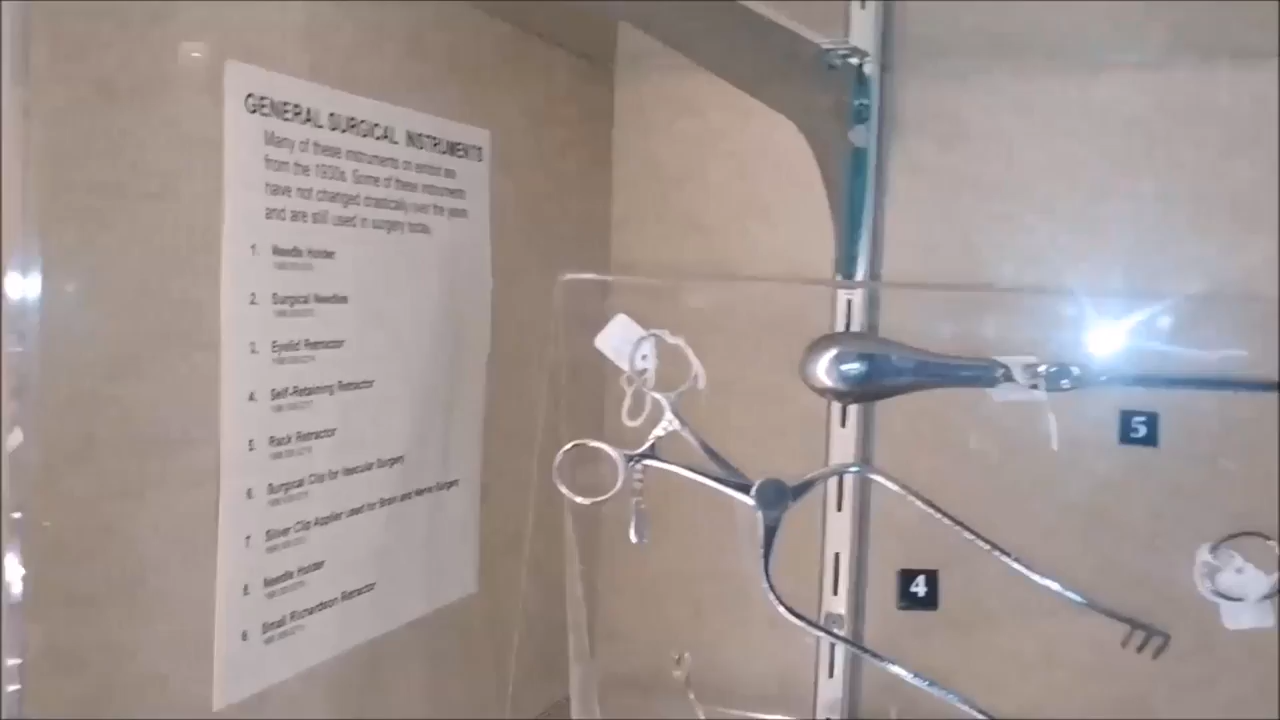 GENERAL SURGICAL INSTRUMENTS
Many of these instruments on exhibit are
from the 1930s. Some of these instruments
have not changed drastically over the years
and are still used in surgery today.
1. Needle Holder
2. Surgical Needles
3. Eyelid Retractor
4. Self-Retaining Retractor
5. Rack Retractor
6. Surgical Clip for Vascular Surgery
7. Silver Clip Applier used for Brain and Nerve Surgery
8. Needle Holder
9. Small Richardson Retractor
5
4